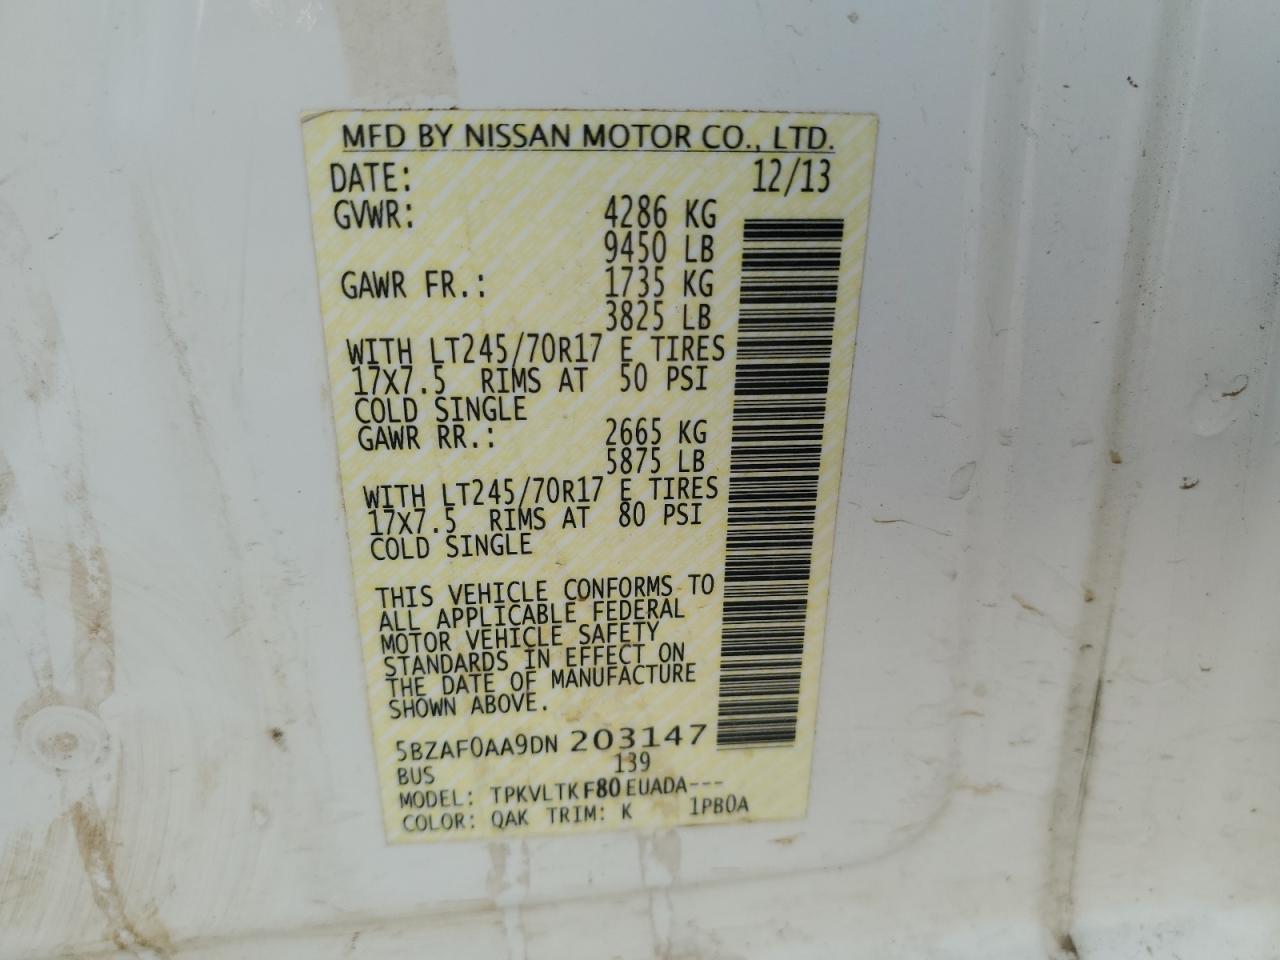 MFD BY NISSAN MOTOR CO., LTD.
DATE: 12/13
GVWR: 4286 KG
9450 LB
GAWR FR.: 1735 KG
3825 LB
WITH LT245/70R17 E TIRES
17X7.5 RIMS AT 50 PSI
COLD SINGLE
GAWR RR.: 2665 KG
5875 LB
WITH LT245/70R17 E TIRES
17X7.5 RIMS AT 80 PSI
COLD SINGLE
THIS VEHICLE CONFORMS TO
ALL APPLICABLE FEDERAL
MOTOR VEHICLE SAFETY
STANDARDS IN EFFECT ON
THE DATE OF MANUFACTURE
SHOWN ABOVE.
5BZAF0AA9DN 203147
BUS 139
MODEL: TPKVLTKF80EUADA---
COLOR: QAK TRIM: K 1PB0A